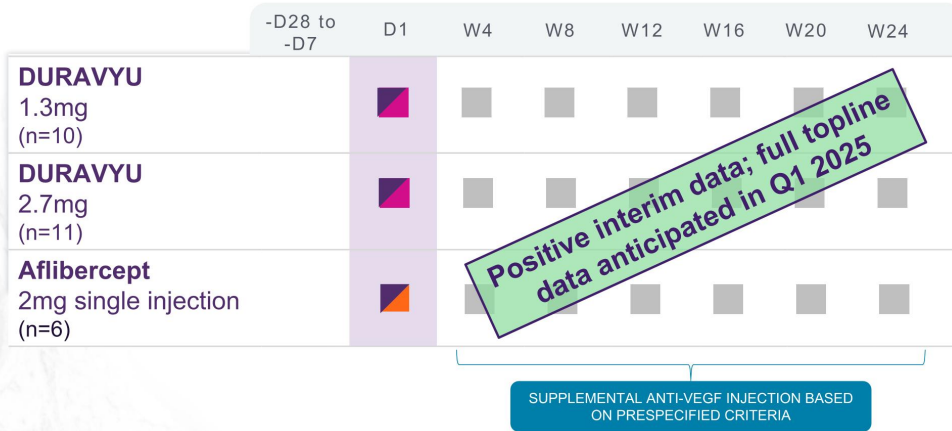 -D28 to
-D7
D1
W4
W8
W12
W16
W20
W24
DURAVYU
1.3mg
(n=10)
DURAVYU
2.7mg
(n=11)
Aflibercept
2mg single injection
(n=6)
Positive interim data; full topline
data anticipated in Q1 2025
SUPPLEMENTAL ANTI-VEGF INJECTION BASED
ON PRESPECIFIED CRITERIA